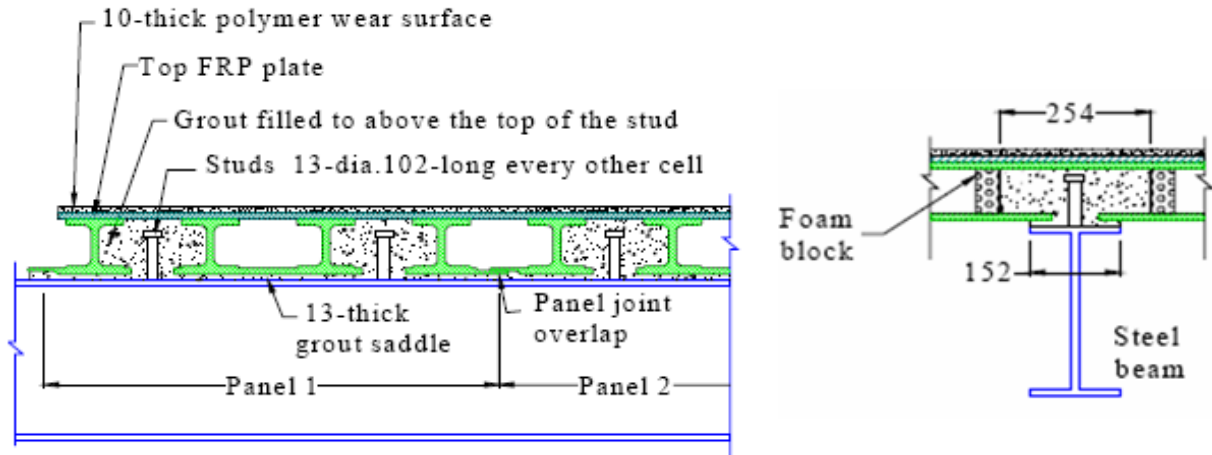 10-thick polymer wear surface
Top FRP plate
Grout filled to above the top of the stud
Studs 13-dia.102-long every other cell
13-thick
grout saddle
Panel joint
overlap
Panel 1
Panel 2
254
Foam
block
152
Steel
beam